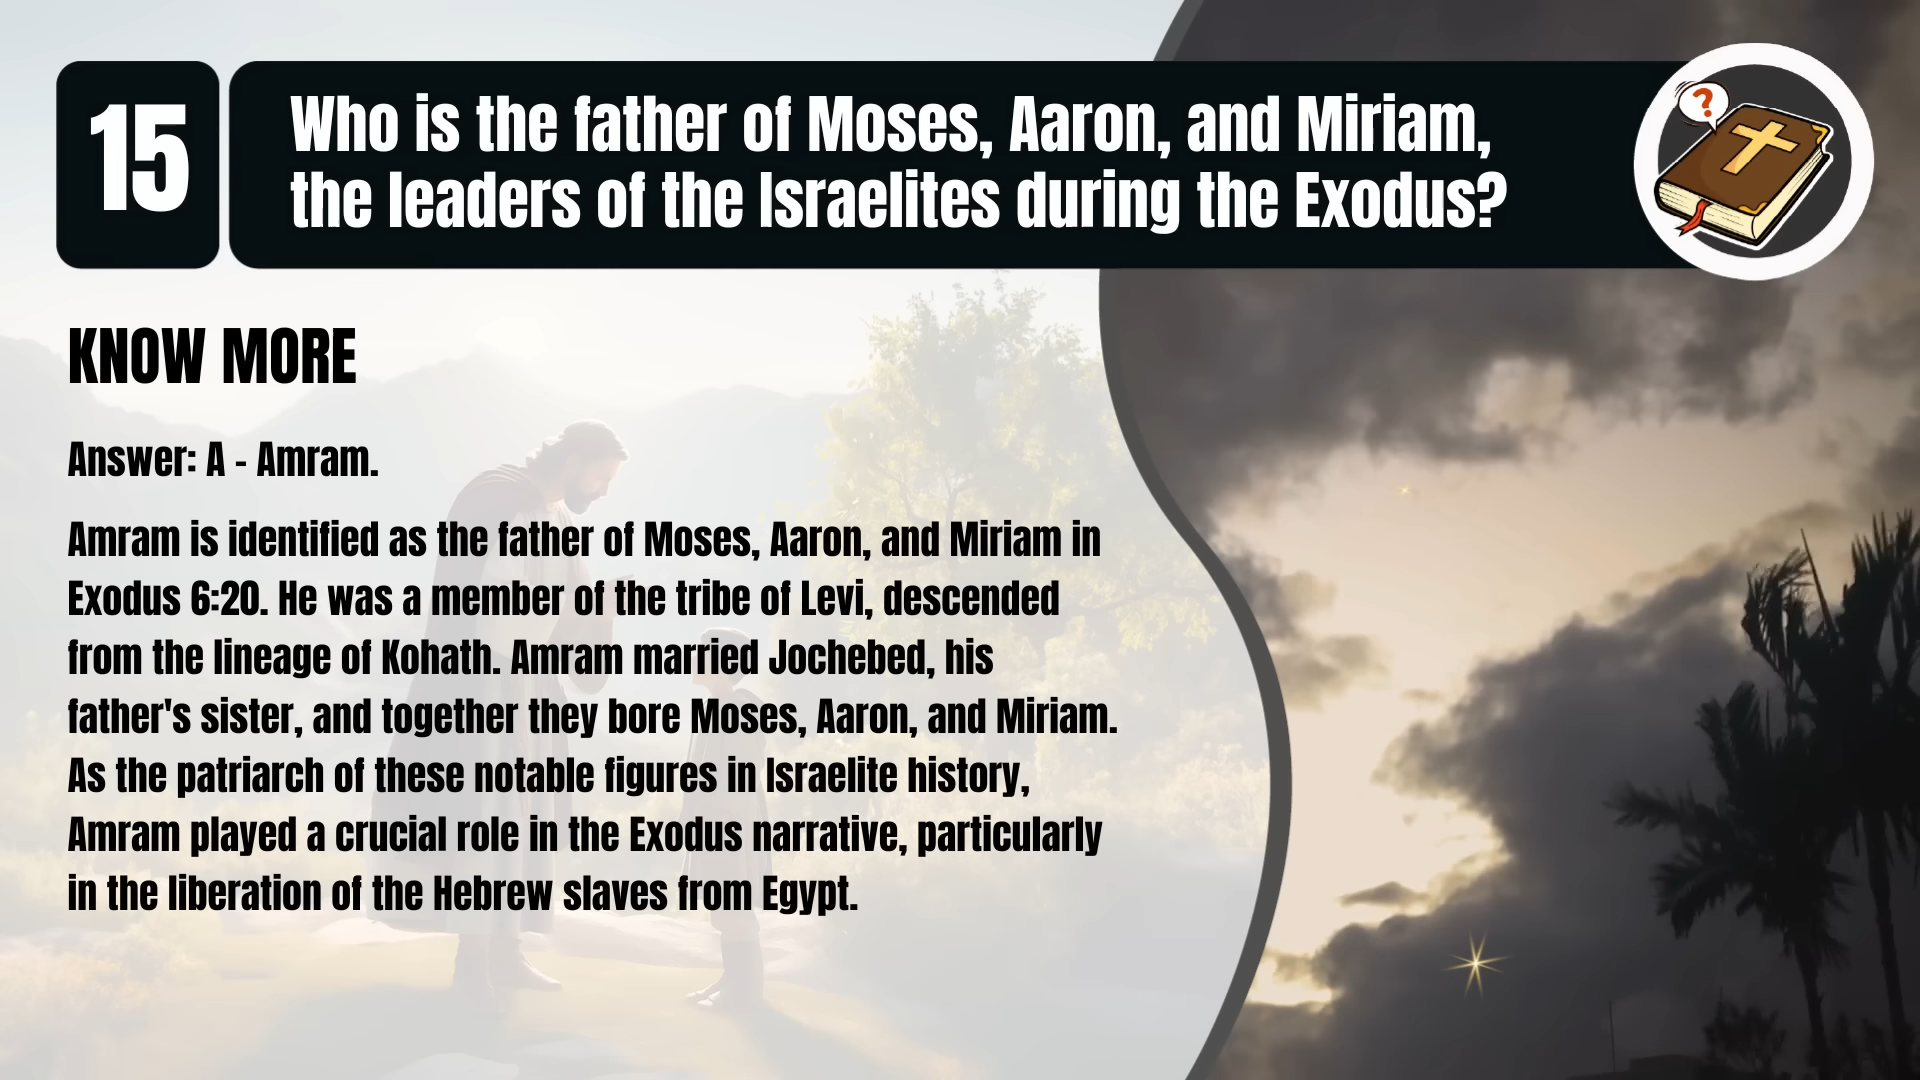 15
Who is the father of Moses, Aaron, and Miriam,
the leaders of the Israelites during the Exodus?
?
KNOW MORE
Answer: A - Amram.
Amram is identified as the father of Moses, Aaron, and Miriam in
Exodus 6:20. He was a member of the tribe of Levi, descended
from the lineage of Kohath. Amram married Jochebed, his
father's sister, and together they bore Moses, Aaron, and Miriam.
As the patriarch of these notable figures in Israelite history,
Amram played a crucial role in the Exodus narrative, particularly
in the liberation of the Hebrew slaves from Egypt.